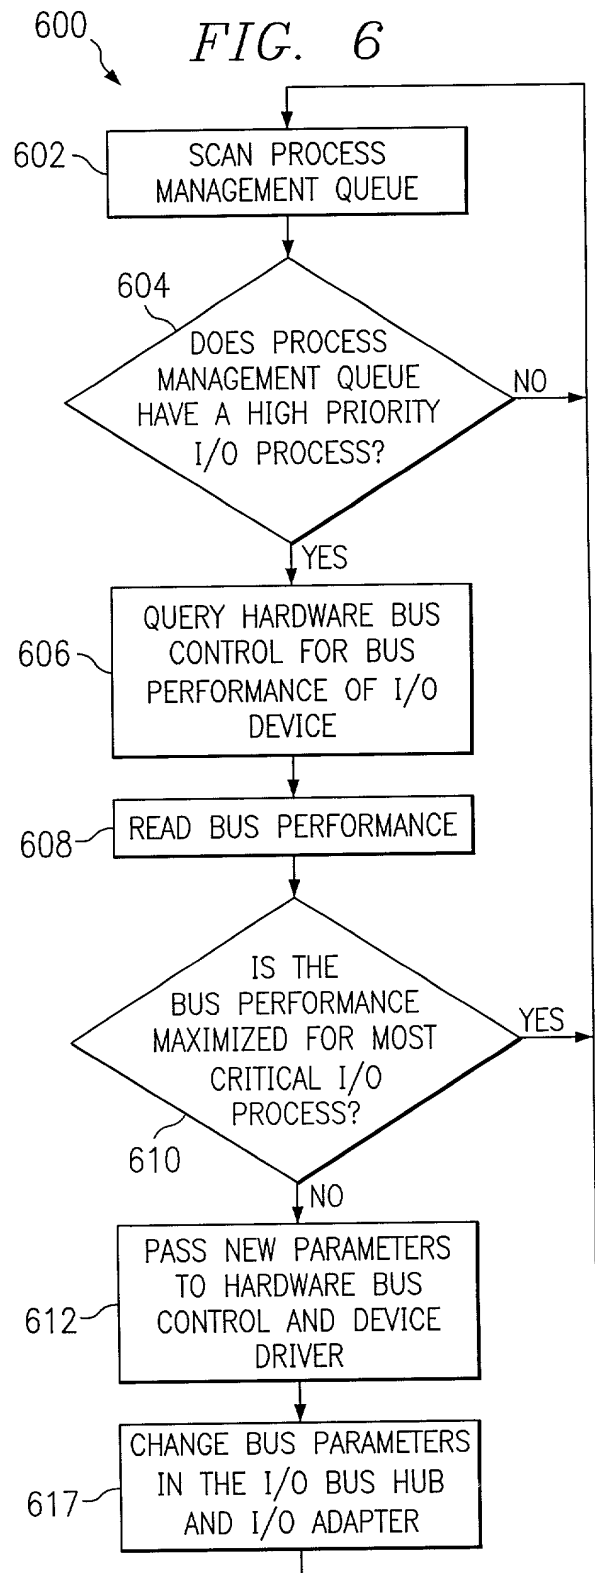 600
FIG. 6
602
SCAN PROCESS
MANAGEMENT QUEUE
604
DOES PROCESS
MANAGEMENT QUEUE
HAVE A HIGH PRIORITY
I/O PROCESS?
NO
YES
606
QUERY HARDWARE BUS
CONTROL FOR BUS
PERFORMANCE OF I/O
DEVICE
608
READ BUS PERFORMANCE
IS THE
BUS PERFORMANCE
MAXIMIZED FOR MOST
CRITICAL I/O
PROCESS?
YES
610
NO
612
PASS NEW PARAMETERS
TO HARDWARE BUS
CONTROL AND DEVICE
DRIVER
617
CHANGE BUS PARAMETERS
IN THE I/O BUS HUB
AND I/O ADAPTER